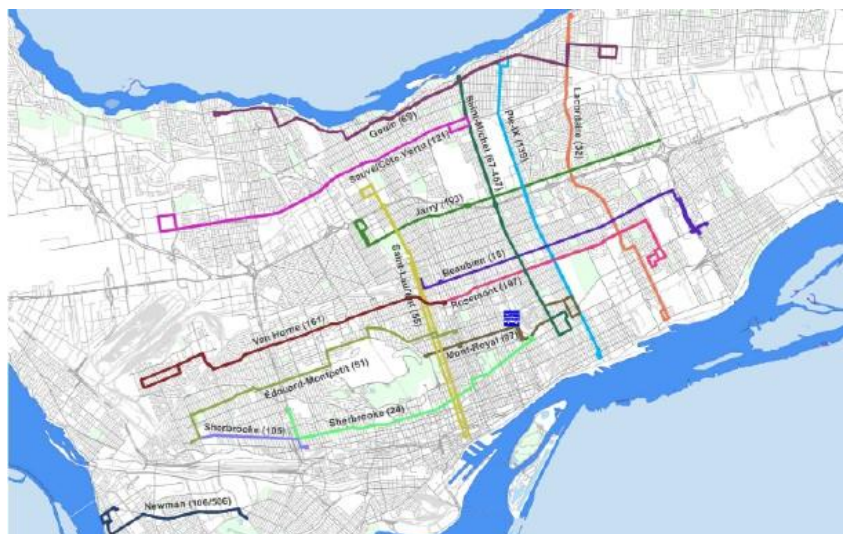 Gouin (69)
Sauvé/Côte-Vertu (121)
Saint-Michel (67-467)
Pie-IX (139)
Lacordaire (32)
Jarry (193)
Beaubien (18)
Saint-Laurent (55)
Rosemont (197)
Van Horne (161)
Mont-Royal (97)
Édouard-Montpetit (51)
Sherbrooke (24)
Sherbrooke (105)
Newman (106/506)